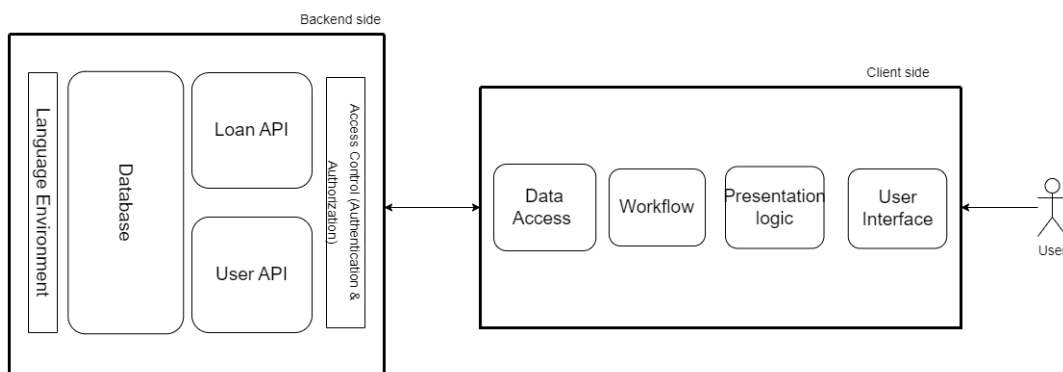 Backend side
Language Environment
Database
Loan API
User API
Access Control (Authentication &
Authorization)
Client side
Data
Access
Workflow
Presentation
logic
User
Interface
User